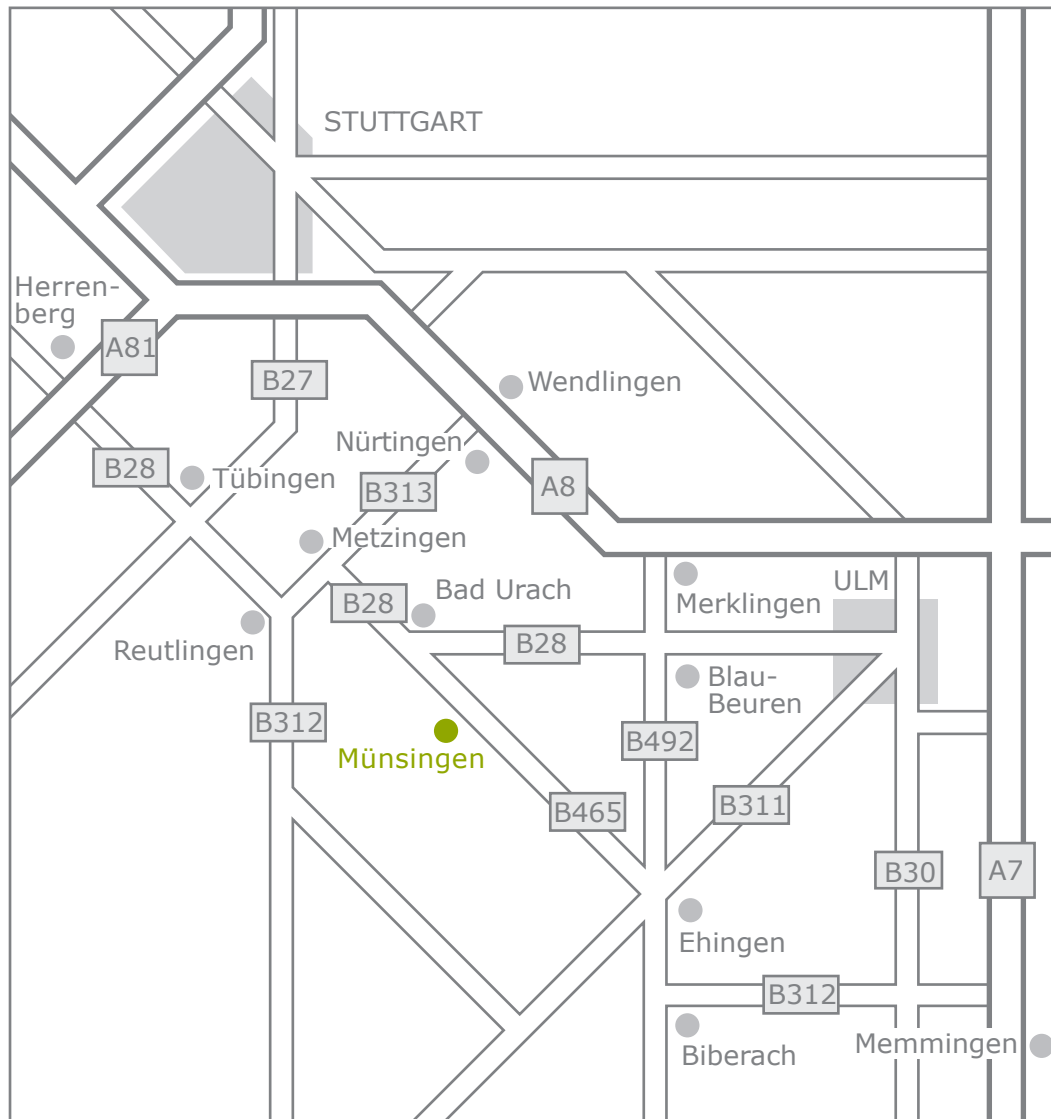 STUTTGART
Herren-
berg
A81
B27
Wendlingen
Nürtingen
B28
Tübingen
B313
A8
Metzingen
B28
Bad Urach
Merklingen
ULM
Reutlingen
B28
Blau-
Beuren
B312
B492
Münsingen
B465
B311
B30
A7
Ehingen
B312
Biberach
Memmingen